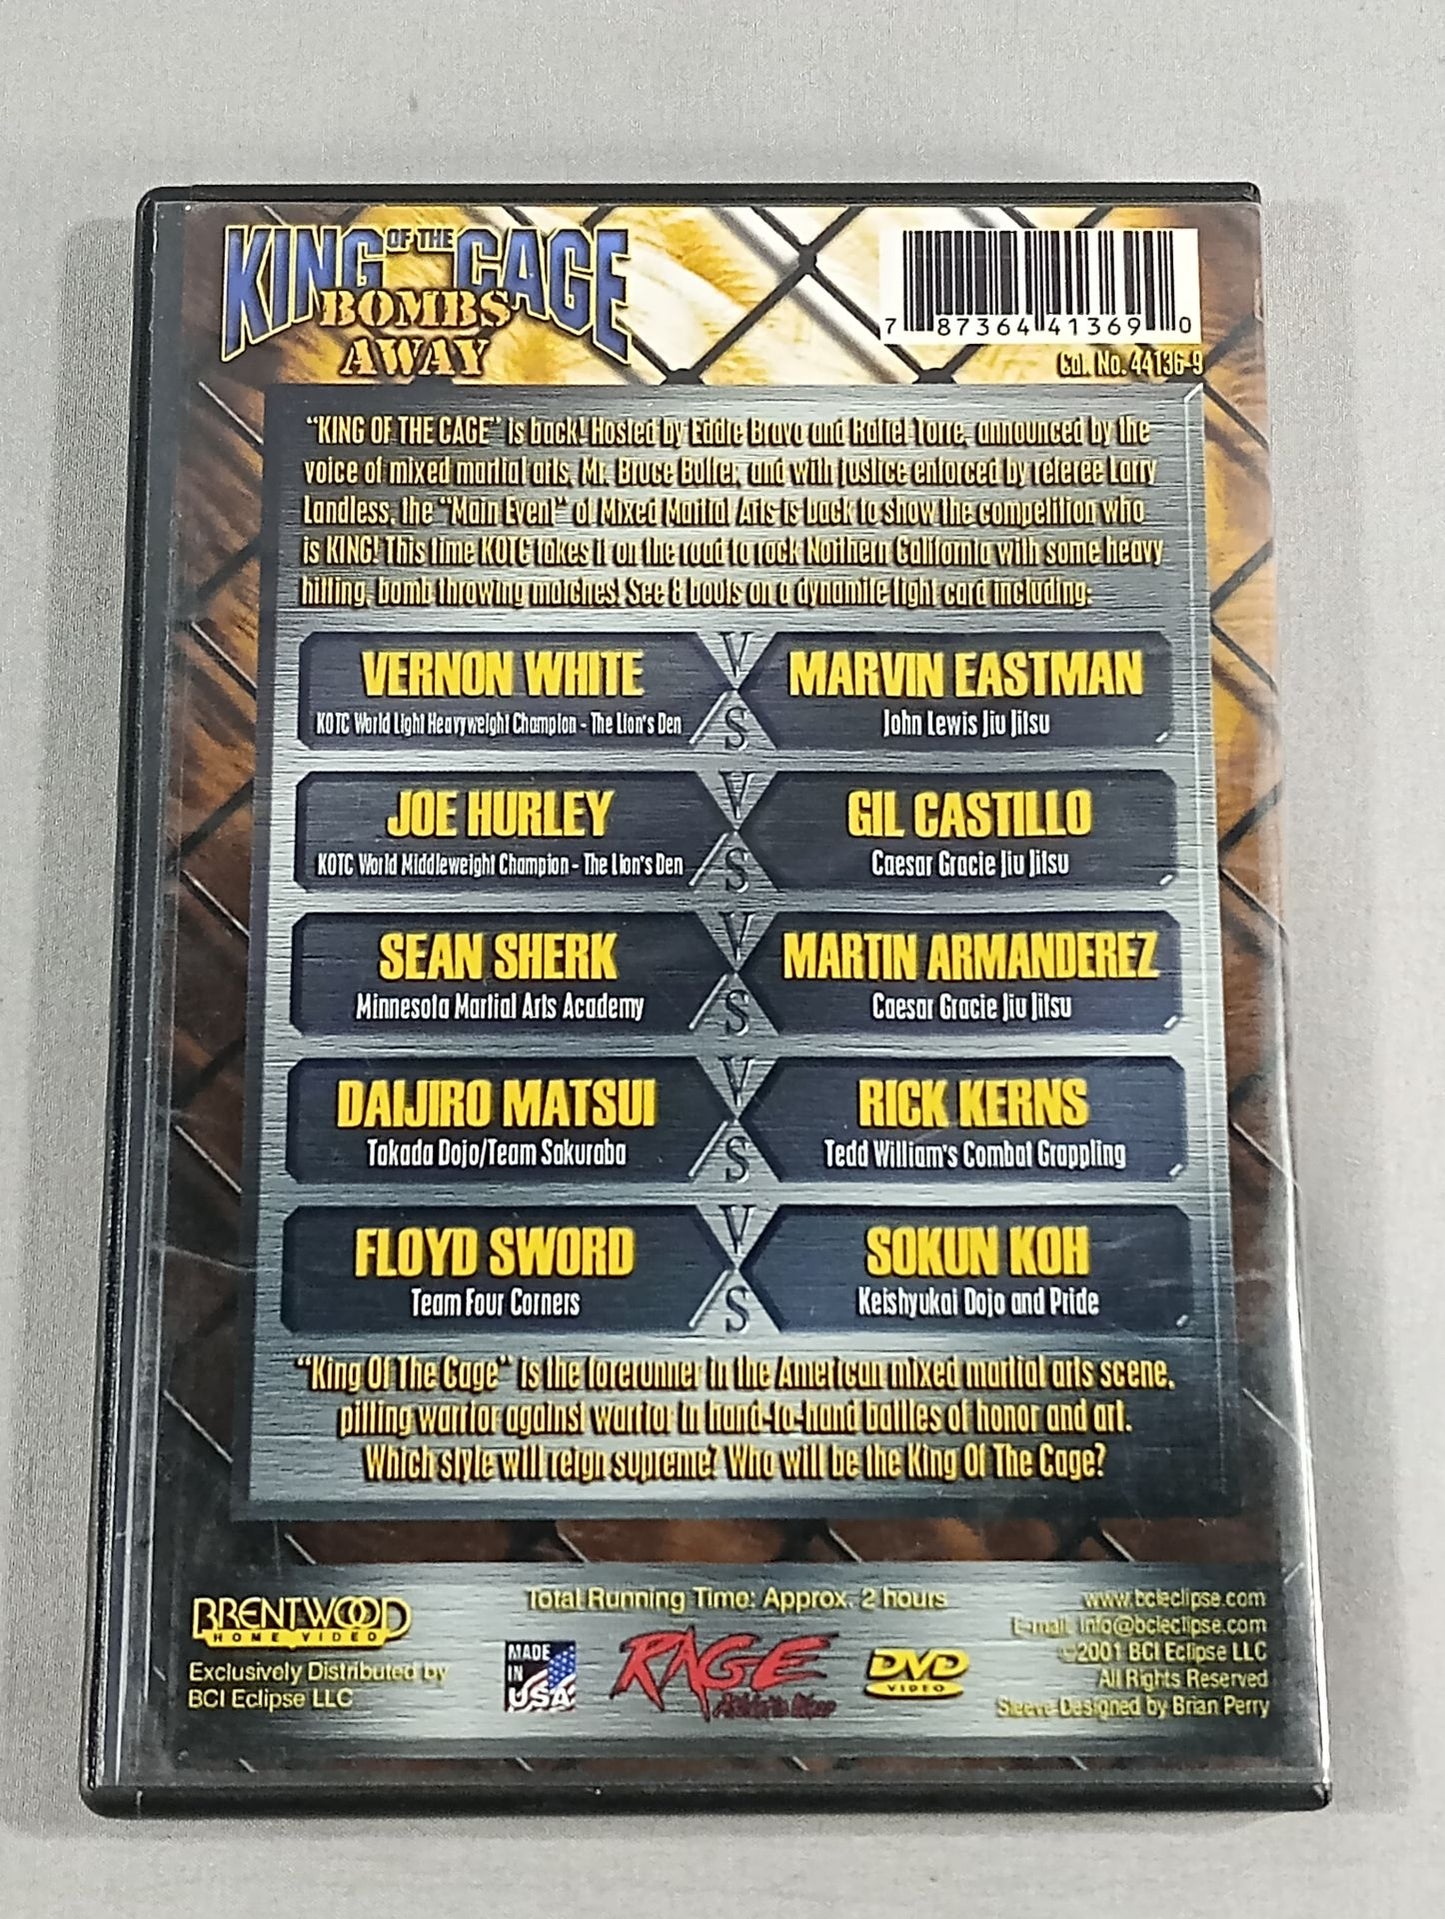 KING OF THE CAGE
BOMBS
AWAY
7 87364 41369 0
Cat. No. 44136-9
"KING OF THE CAGE" is back! Hosted by Eddie Bravo and Rafiel Torre, announced by the
voice of mixed martial arts, Mr. Bruce Buffer, and with justice enforced by referee Larry
Landless, the "Main Event" of Mixed Martial Arts is back to show the competition who
is KING! This time KOTC takes it on the road to rock Northern California with some heavy
hitting, bomb throwing matches! See 8 bouts on a dynamite fight card including:
VERNON WHITE VS MARVIN EASTMAN
KOTC World Light Heavyweight Champion - The Lion's Den John Lewis Jiu Jitsu
JOE HURLEY VS GIL CASTILLO
KOTC World Middleweight Champion - The Lion's Den Caesar Gracie Jiu Jitsu
SEAN SHERK VS MARTIN ARMANDEREZ
Minnesota Martial Arts Academy Caesar Gracie Jiu Jitsu
DAIJIRO MATSUI VS RICK KERNS
Takada Dojo/Team Sakuraba Tedd William's Combat Grappling
FLOYD SWORD VS SOKUN KOH
Team Four Corners Keishyukai Dojo and Pride
"King Of The Cage" is the forerunner in the American mixed martial arts scene,
pitting warrior against warrior in hand-to-hand battles of honor and art.
Which style will reign supreme? Who will be the King Of The Cage?
BRENTWOOD
HOME VIDEO
Exclusively Distributed by
BCI Eclipse LLC
Total Running Time: Approx. 2 hours
MADE
IN
USA
RAGE
DVD
VIDEO
www.bcieclipse.com
E-mail: info@bcieclipse.com
©2001 BCI Eclipse LLC
All Rights Reserved
Sleeve Designed by Brian Perry